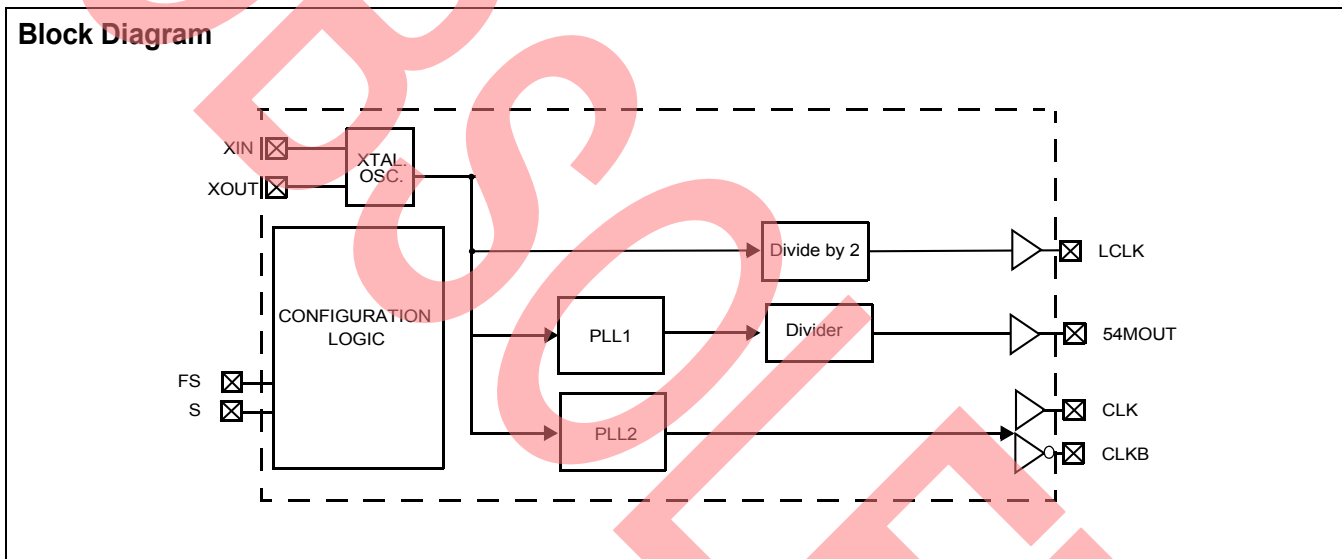 Block Diagram
XIN
XOUT
XTAL.
OSC.
Divide by 2
LCLK
CONFIGURATION
LOGIC
PLL1
Divider
54MOUT
FS
S
PLL2
CLK
CLKB
OBSOLETE